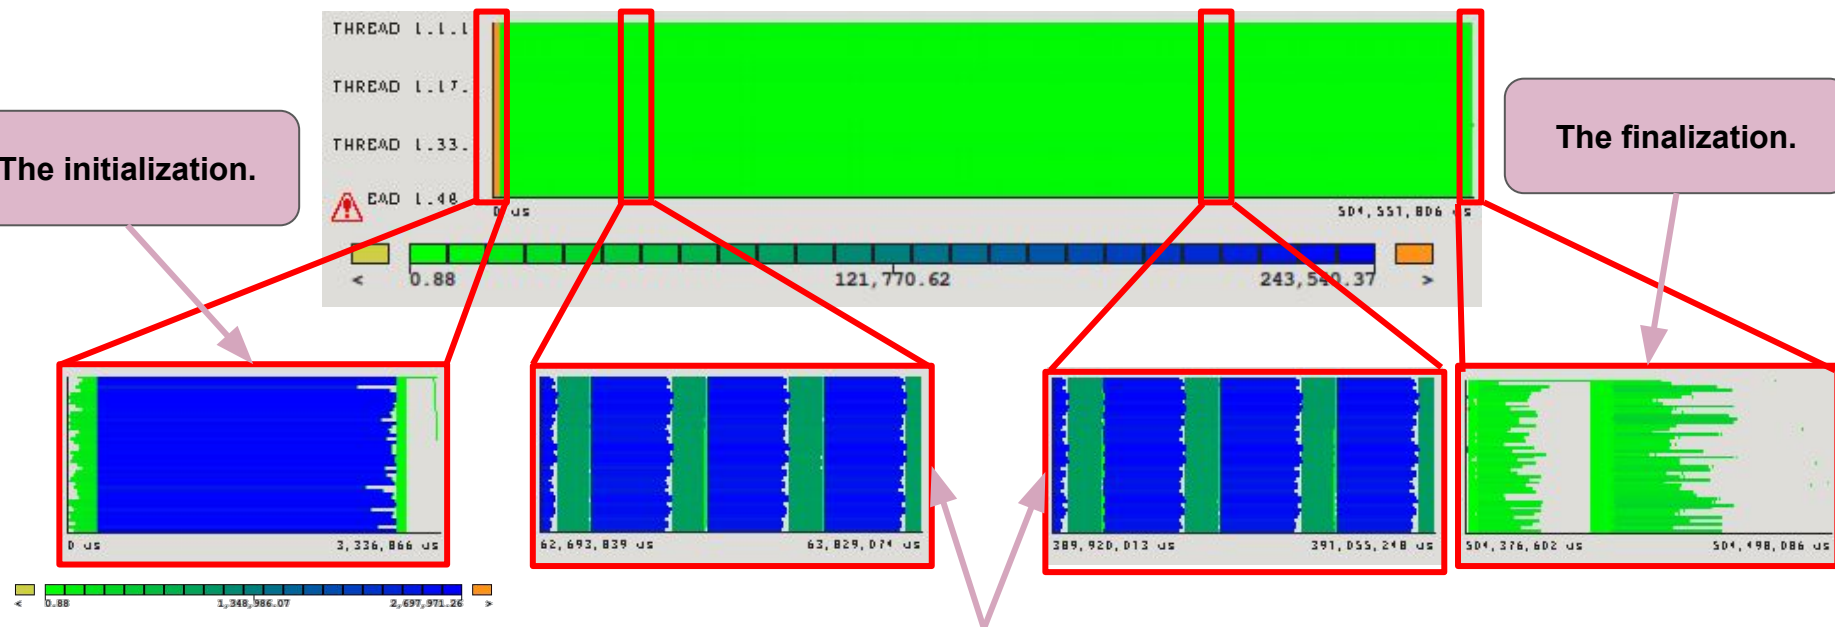 THREAD 1.1.1
THREAD 1.17.
THREAD 1.33.
EAD 1.48
0 us 504,551,806 us
< 0.88 121,770.62 243,540.37 >
The initialization.
The finalization.
0 us 3,336,866 us
62,693,839 us 63,829,074 us
389,920,013 us 391,055,248 us
504,376,602 us 504,498,086 us
< 0.88 1,348,986.07 2,697,971.26 >